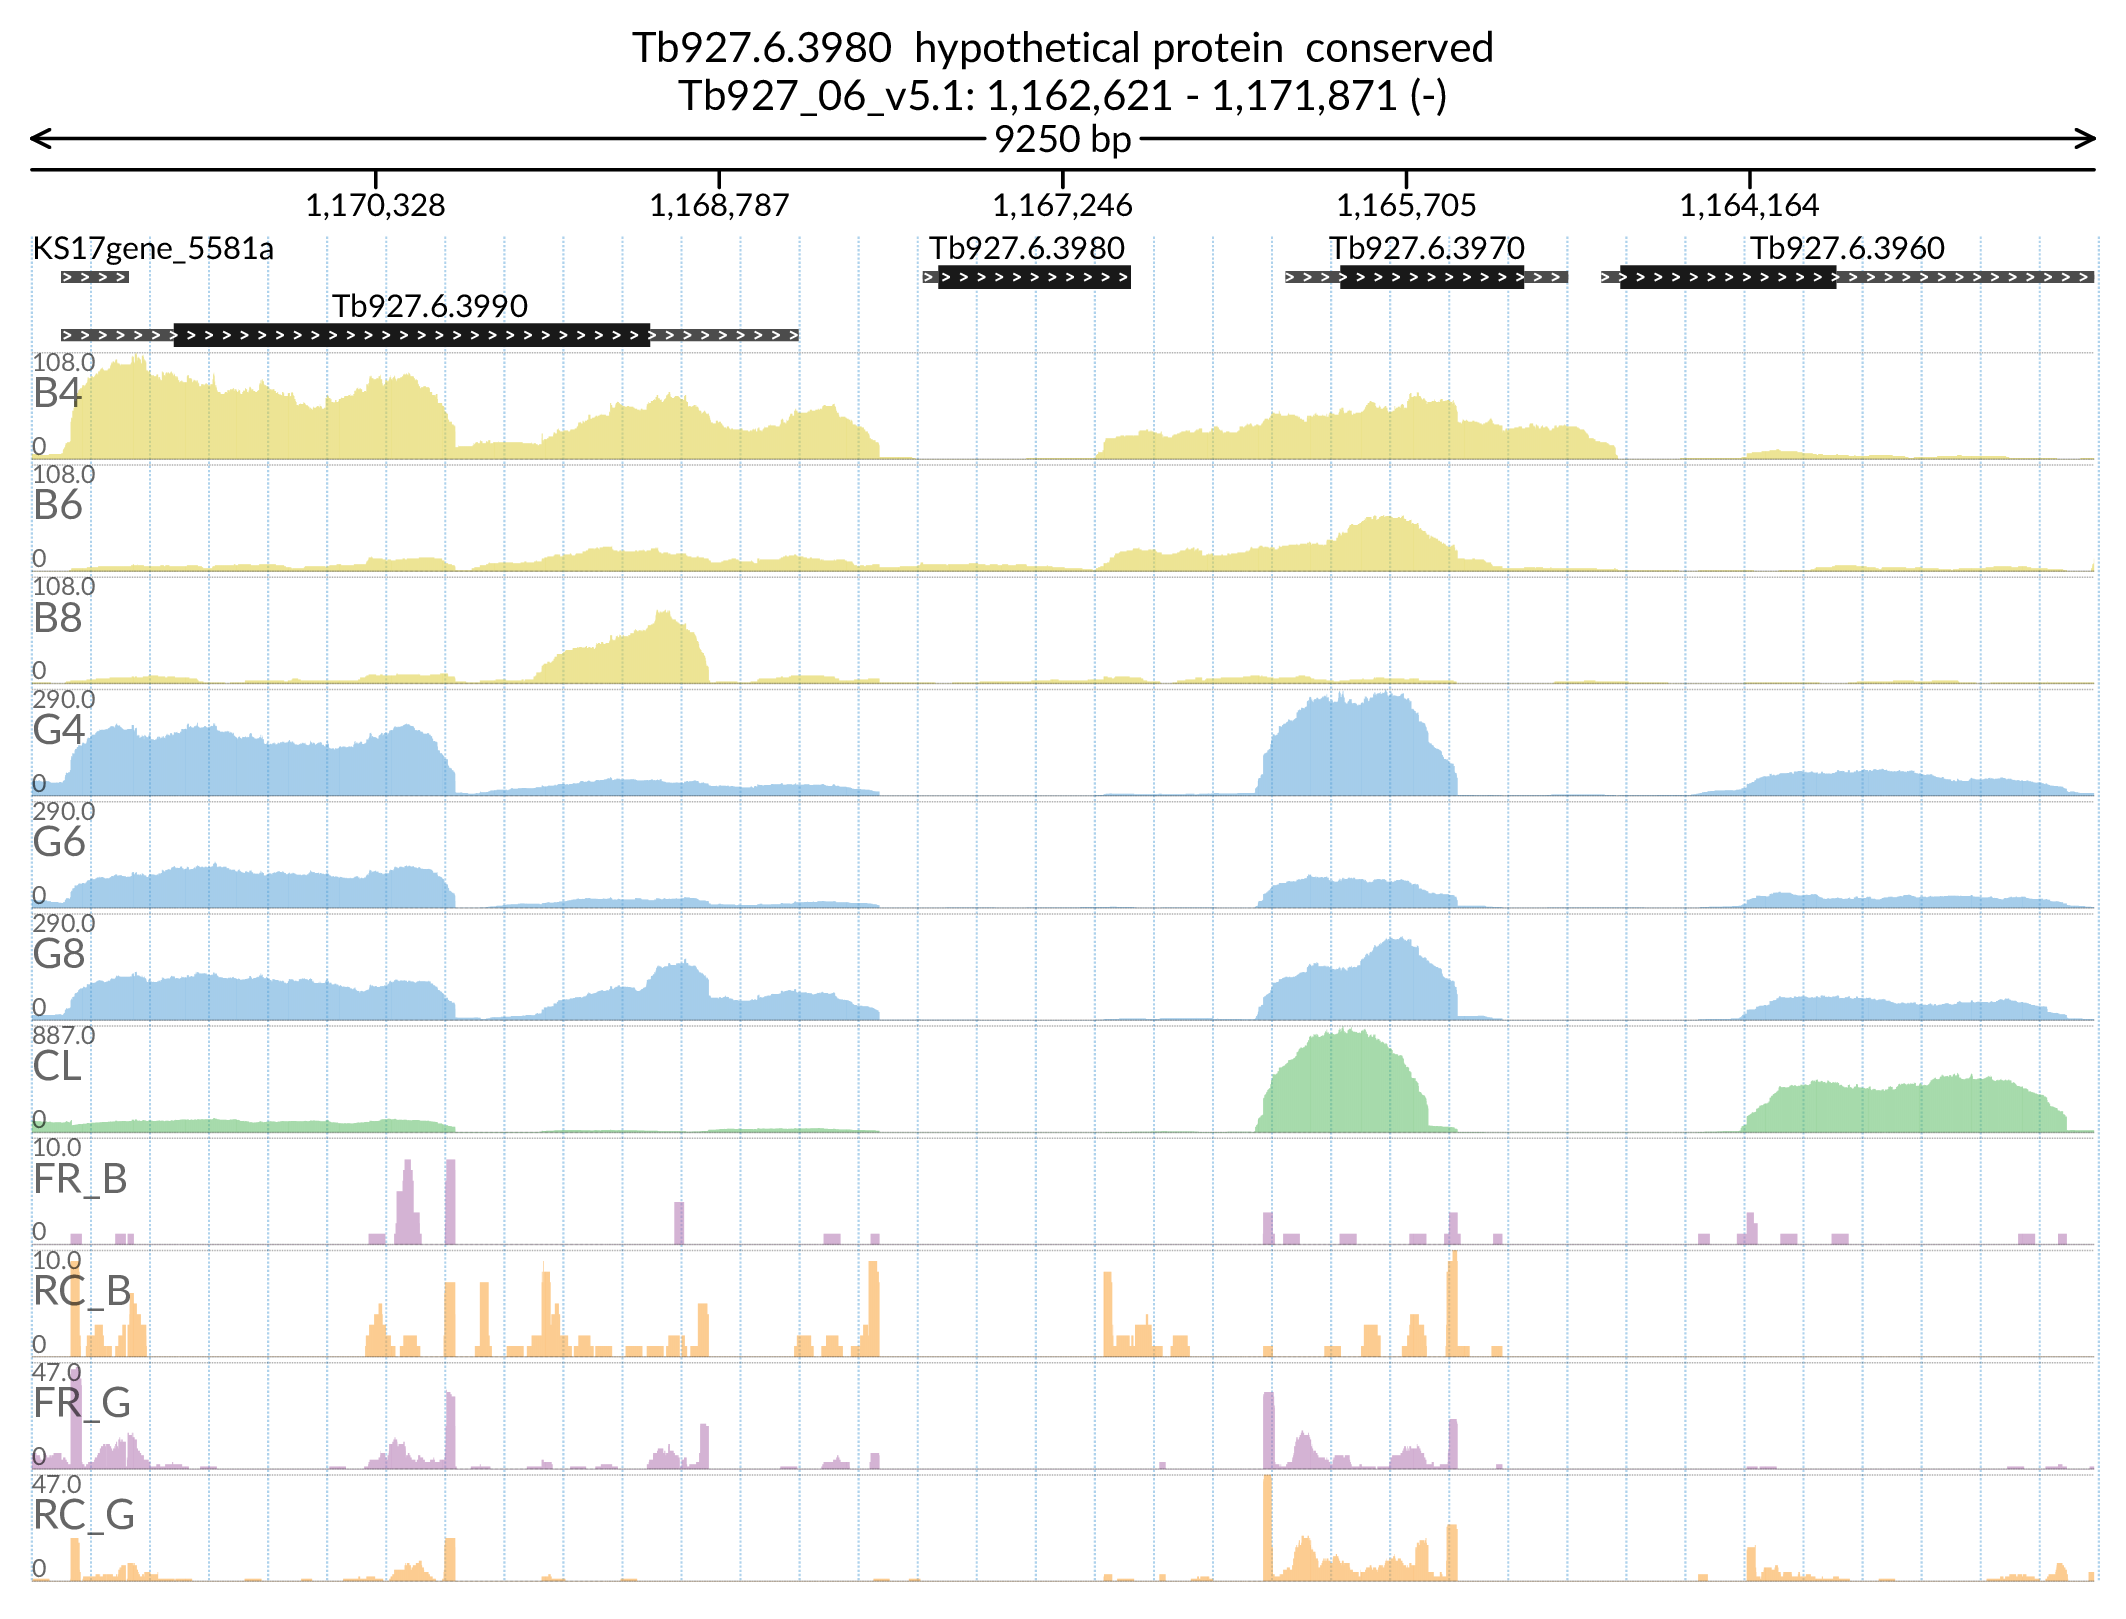 Tb927.6.3980  hypothetical protein  conserved
Tb927_06_v5.1: 1,162,621 - 1,171,871 (-)
9250 bp
1,170,328 1,168,787 1,167,246 1,165,705 1,164,164
KS17gene_5581a Tb927.6.3980 Tb927.6.3970 Tb927.6.3960
Tb927.6.3990
108.0
B4
0
108.0
B6
0
108.0
B8
0
290.0
G4
0
290.0
G6
0
290.0
G8
0
887.0
CL
0
10.0
FR_B
0
10.0
RC_B
0
47.0
FR_G
0
47.0
RC_G
0